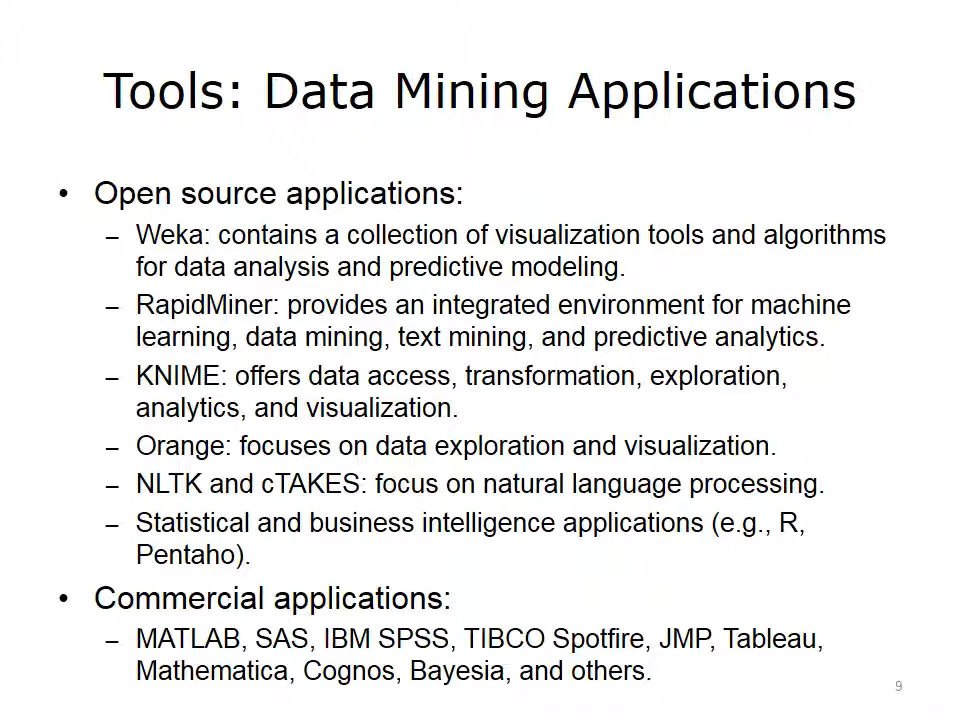 Tools: Data Mining Applications
• Open source applications:
– Weka: contains a collection of visualization tools and algorithms
for data analysis and predictive modeling.
– RapidMiner: provides an integrated environment for machine
learning, data mining, text mining, and predictive analytics.
– KNIME: offers data access, transformation, exploration,
analytics, and visualization.
– Orange: focuses on data exploration and visualization.
– NLTK and cTAKES: focus on natural language processing.
– Statistical and business intelligence applications (e.g., R,
Pentaho).
• Commercial applications:
– MATLAB, SAS, IBM SPSS, TIBCO Spotfire, JMP, Tableau,
Mathematica, Cognos, Bayesia, and others.
9